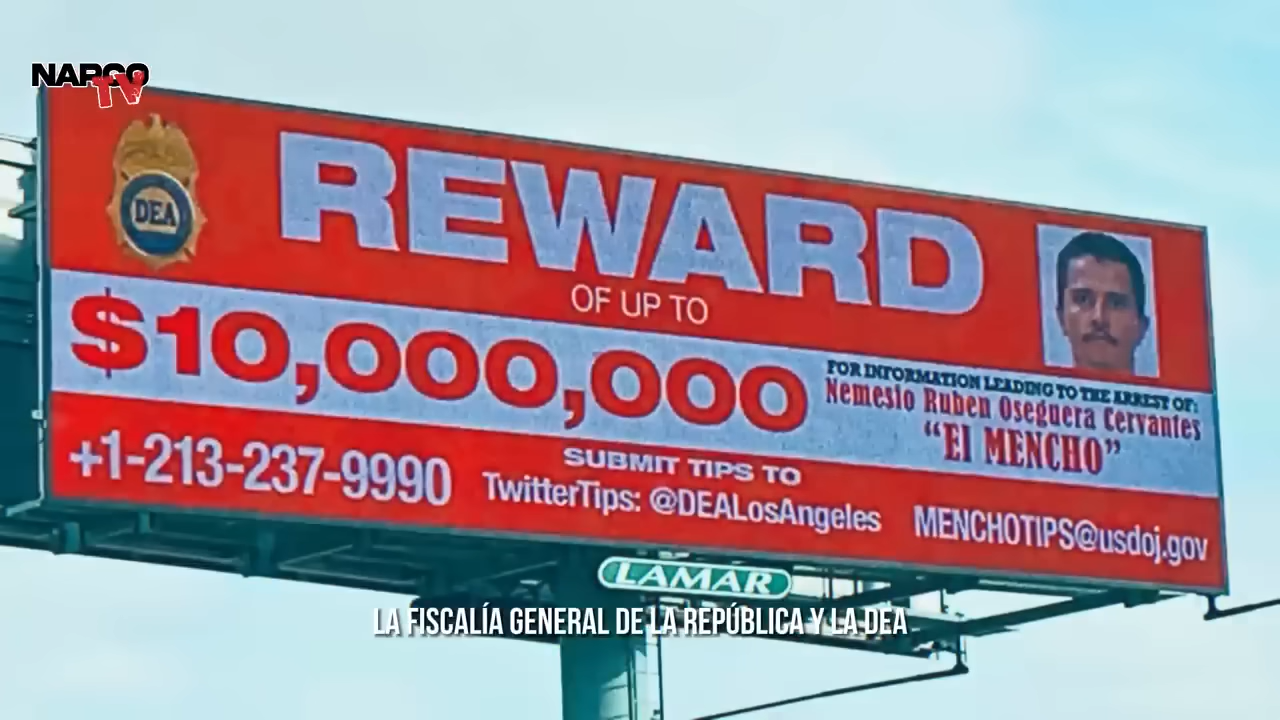 NARCO
TV
DEA
REWARD
OF UP TO
$10,000,000
FOR INFORMATION LEADING TO THE ARREST OF:
Nemesio Ruben Oseguera Cervantes
“El MENCHO”
+1-213-237-9990
SUBMIT TIPS TO
TwitterTips: @DEALosAngeles
MENCHOTIPS@usdoj.gov
LAMAR
LA FISCALÍA GENERAL DE LA REPÚBLICA Y LA DEA